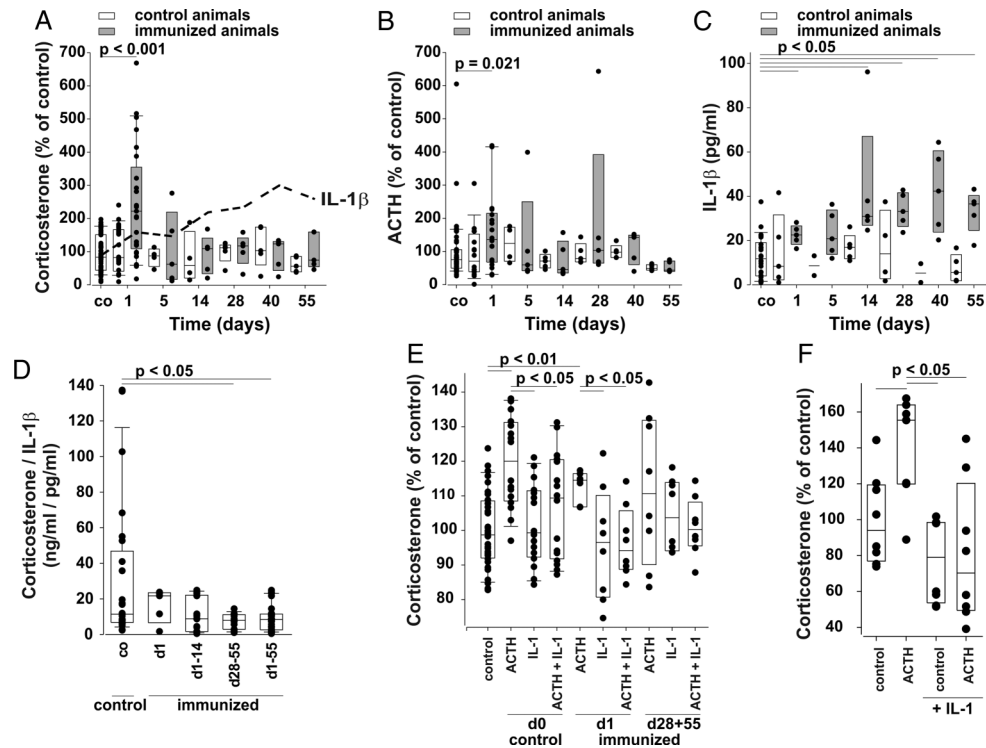 A
control animals
immunized animals
p < 0.001
Corticosterone (% of control)
700
600
500
400
300
200
100
0
IL-1β
co 1 5 14 28 40 55
Time (days)
B
control animals
immunized animals
p = 0.021
ACTH (% of control)
700
600
500
400
300
200
100
0
co 1 5 14 28 40 55
Time (days)
C
control animals
immunized animals
p < 0.05
IL-1β (pg/ml)
100
80
60
40
20
0
co 1 5 14 28 40 55
Time (days)
D
p < 0.05
Corticosterone / IL-1β
(ng/ml / pg/ml)
140
120
100
80
60
40
20
0
co d1 d1-14 d28-55 d1-55
control immunized
E
p < 0.01
p < 0.05 p < 0.05
Corticosterone (% of control)
140
130
120
110
100
90
80
control ACTH IL-1 ACTH + IL-1 ACTH IL-1 ACTH + IL-1 ACTH IL-1 ACTH + IL-1
d0 d1 d28+55
control immunized
F
p < 0.05
Corticosterone (% of control)
160
140
120
100
80
60
40
control ACTH control ACTH
+ IL-1